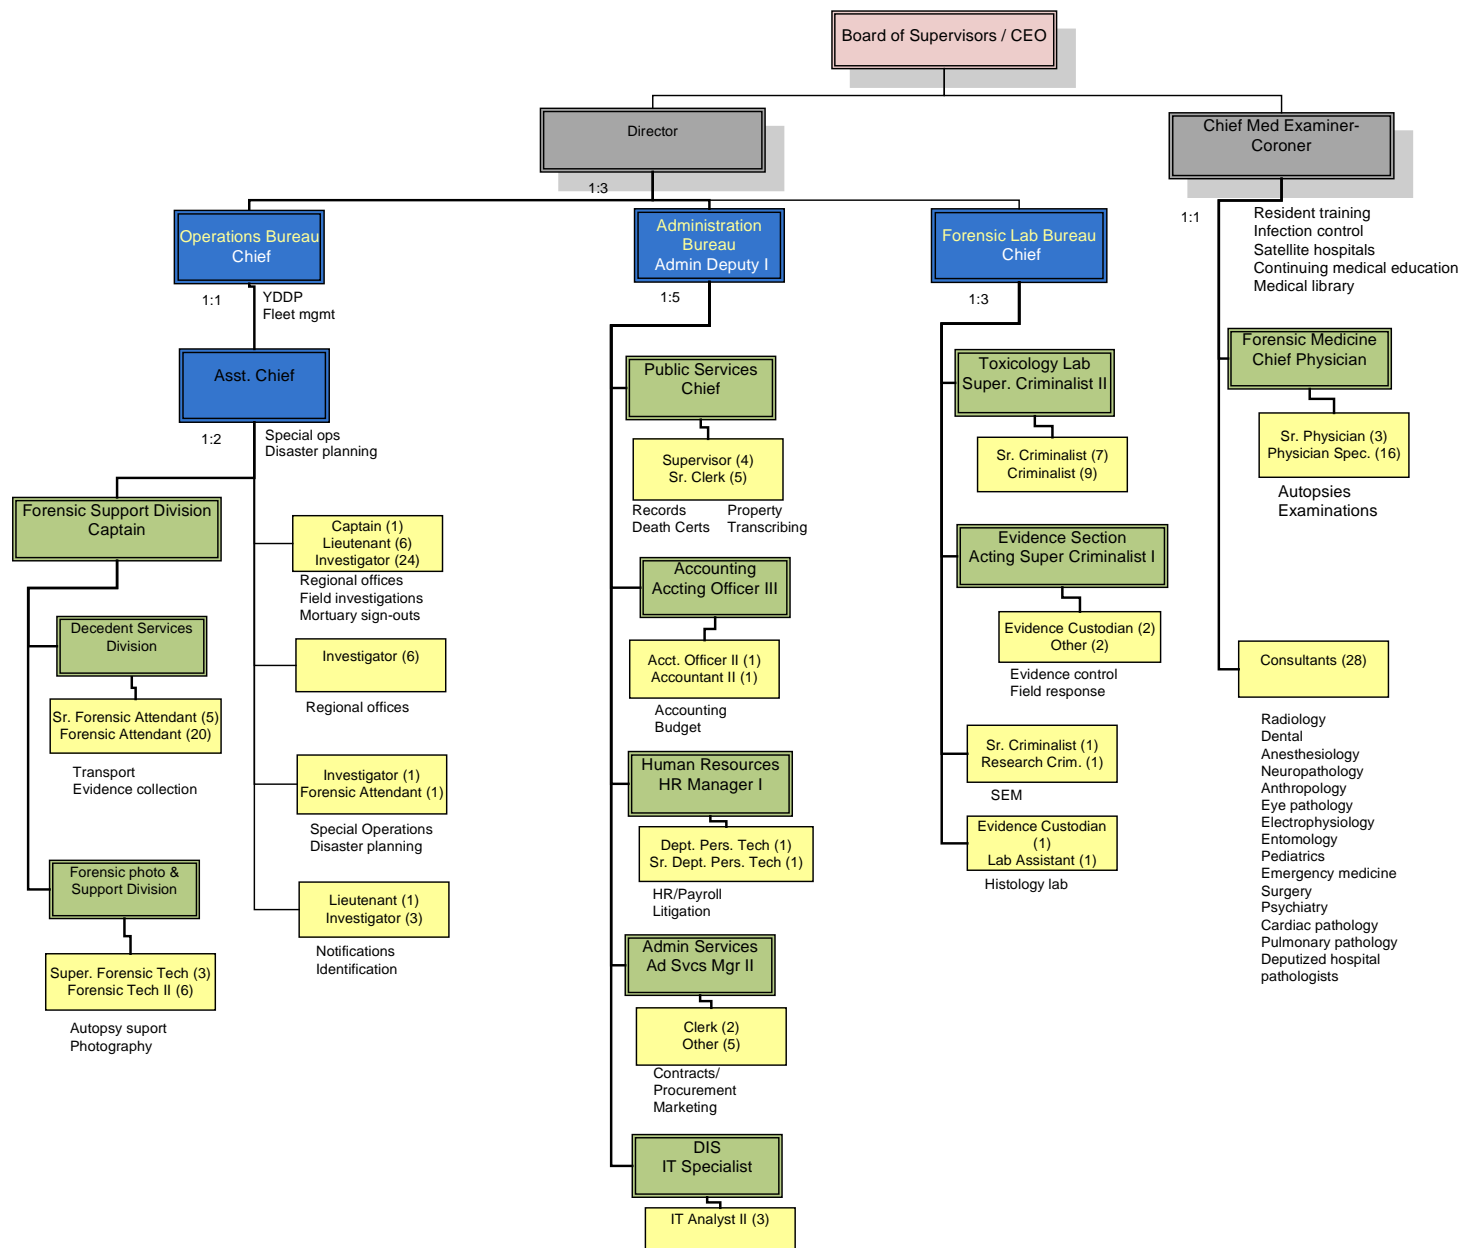 Board of Supervisors / CEO
Director
Chief Med Examiner-
Coroner
1:3
Operations Bureau
Chief
1:1
YDDP
Fleet mgmt
Asst. Chief
1:2
Special ops
Disaster planning
Forensic Support Division
Captain
Decedent Services
Division
Sr. Forensic Attendant (5)
Forensic Attendant (20)
Transport
Evidence collection
Forensic photo &
Support Division
Super. Forensic Tech (3)
Forensic Tech II (6)
Autopsy suport
Photography
Captain (1)
Lieutenant (6)
Investigator (24)
Regional offices
Field investigations
Mortuary sign-outs
Investigator (6)
Regional offices
Investigator (1)
Forensic Attendant (1)
Special Operations
Disaster planning
Lieutenant (1)
Investigator (3)
Notifications
Identification
Administration
Bureau
Admin Deputy I
1:5
Public Services
Chief
Supervisor (4)
Sr. Clerk (5)
Records Property
Death Certs Transcribing
Accounting
Accting Officer III
Acct. Officer II (1)
Accountant II (1)
Accounting
Budget
Human Resources
HR Manager I
Dept. Pers. Tech (1)
Sr. Dept. Pers. Tech (1)
HR/Payroll
Litigation
Admin Services
Ad Svcs Mgr II
Clerk (2)
Other (5)
Contracts/
Procurement
Marketing
DIS
IT Specialist
IT Analyst II (3)
Forensic Lab Bureau
Chief
1:3
Toxicology Lab
Super. Criminalist II
Sr. Criminalist (7)
Criminalist (9)
Evidence Section
Acting Super Criminalist I
Evidence Custodian (2)
Other (2)
Evidence control
Field response
Sr. Criminalist (1)
Research Crim. (1)
SEM
Evidence Custodian
(1)
Lab Assistant (1)
Histology lab
1:1
Resident training
Infection control
Satellite hospitals
Continuing medical education
Medical library
Forensic Medicine
Chief Physician
Sr. Physician (3)
Physician Spec. (16)
Autopsies
Examinations
Consultants (28)
Radiology
Dental
Anesthesiology
Neuropathology
Anthropology
Eye pathology
Electrophysiology
Entomology
Pediatrics
Emergency medicine
Surgery
Psychiatry
Cardiac pathology
Pulmonary pathology
Deputized hospital
pathologists